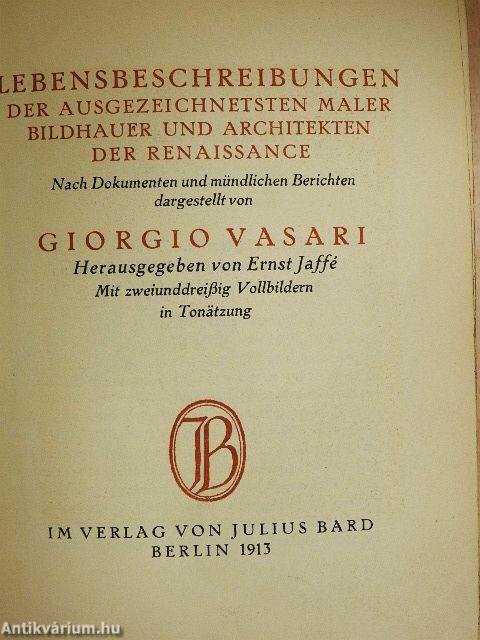 LEBENSBESCHREIBUNGEN
DER AUSGEZEICHNETSTEN MALER
BILDHAUER UND ARCHITEKTEN
DER RENAISSANCE
Nach Dokumenten und mündlichen Berichten
dargestellt von
GIORGIO VASARI
Herausgegeben von Ernst Jaffé
Mit zweiunddreißig Vollbildern
in Tonätzung
JB
IM VERLAG VON JULIUS BARD
BERLIN 1913
Antikvárium.hu